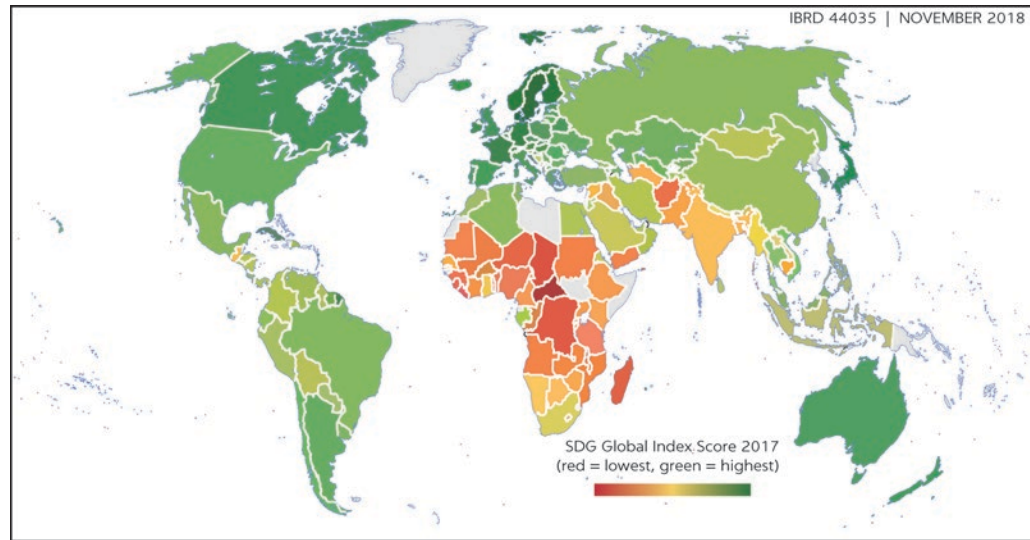 IBRD 44035 | NOVEMBER 2018
SDG Global Index Score 2017
(red = lowest, green = highest)